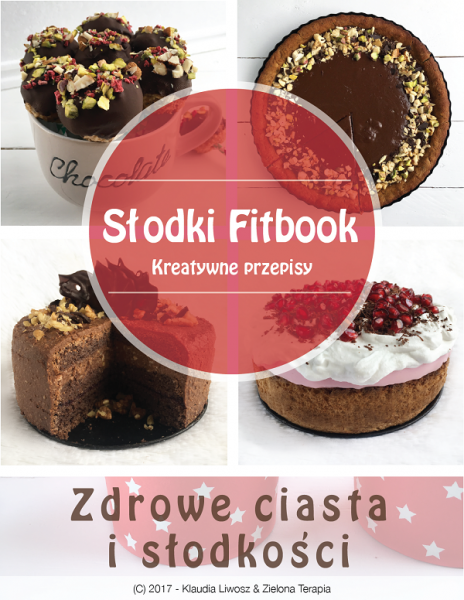 Chocolate
Słodki Fitbook
Kreatywne przepisy
Zdrowe ciasta
i słodkości
(C) 2017 - Klaudia Liwosz & Zielona Terapia